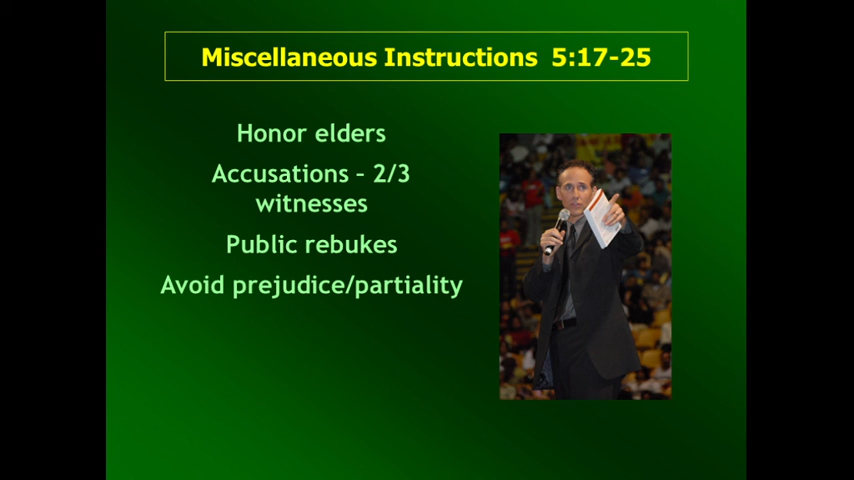 Miscellaneous Instructions 5:17-25
Honor elders
Accusations – 2/3
witnesses
Public rebukes
Avoid prejudice/partiality